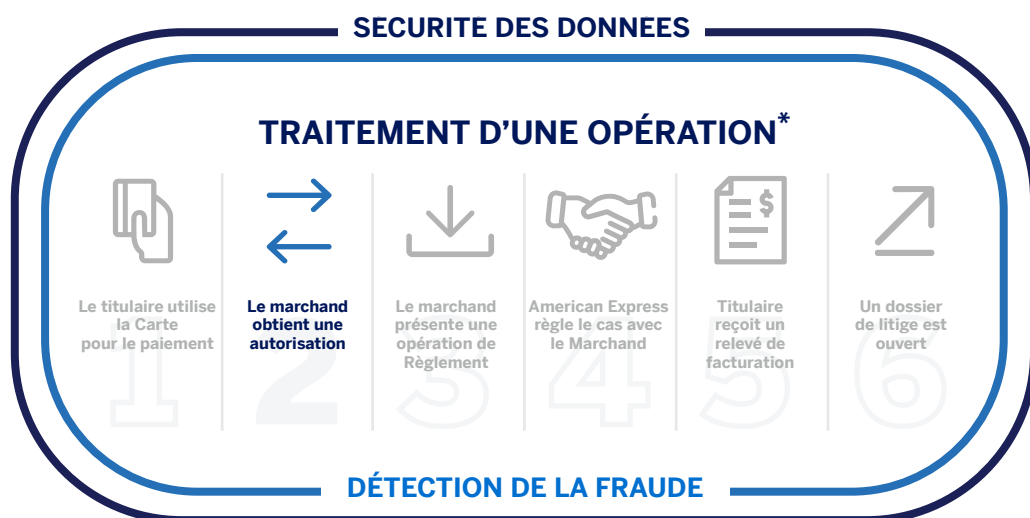 SECURITE DES DONNEES
TRAITEMENT D’UNE OPÉRATION*
$
Le titulaire utilise
la Carte
pour le paiement
1
Le marchand
obtient une
autorisation
2
Le marchand
présente une
opération de
Règlement
3
American Express
règle le cas avec
le Marchand
4
Titulaire
reçoit un
relevé de
facturation
5
Un dossier
de litige est
ouvert
6
DÉTECTION DE LA FRAUDE